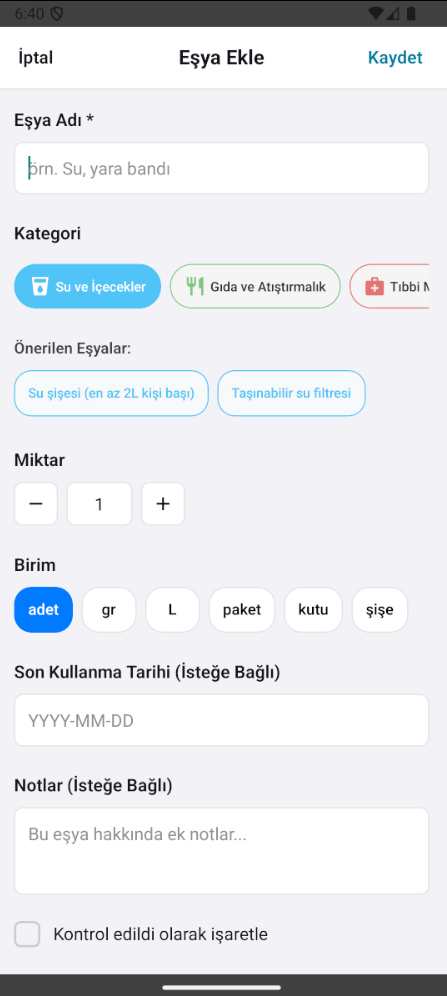 6:40
İptal Eşya Ekle Kaydet
Eşya Adı *
örn. Su, yara bandı
Kategori
Su ve İçecekler Gıda ve Atıştırmalık Tıbbi
Önerilen Eşyalar:
Su şişesi (en az 2L kişi başı) Taşınabilir su filtresi
Miktar
− 1 +
Birim
adet gr L paket kutu şişe
Son Kullanma Tarihi (İsteğe Bağlı)
YYYY-MM-DD
Notlar (İsteğe Bağlı)
Bu eşya hakkında ek notlar...
Kontrol edildi olarak işaretle